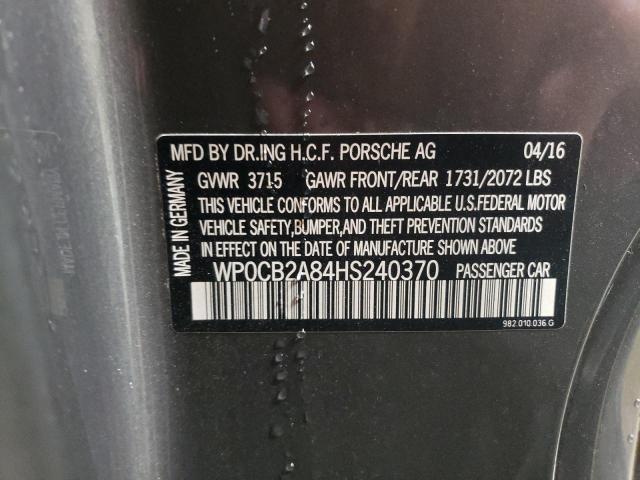 MFD BY DR.ING H.C.F. PORSCHE AG 04/16
GVWR 3715 GAWR FRONT/REAR 1731/2072 LBS
THIS VEHICLE CONFORMS TO ALL APPLICABLE U.S.FEDERAL MOTOR
VEHICLE SAFETY,BUMPER,AND THEFT PREVENTION STANDARDS
IN EFFECT ON THE DATE OF MANUFACTURE SHOWN ABOVE
WP0CB2A84HS240370 PASSENGER CAR
982.010.036.G
MADE IN GERMANY